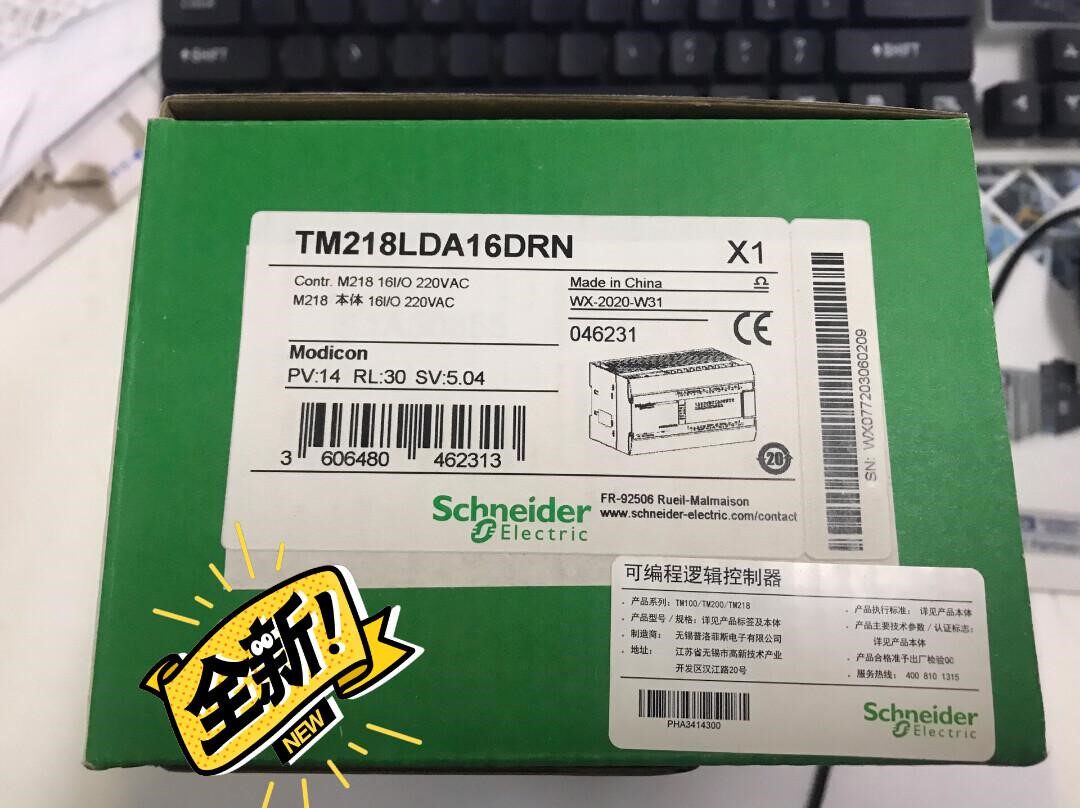 SHIFT
SHIFT
TM218LDA16DRN
X1
Contr. M218 16I/O 220VAC
M218 本体 16I/O 220VAC
Made in China
WX-2020-W31
046231
CE
Modicon
PV:14 RL:30 SV:5.04
3 606480 462313
20
Schneider
Electric
FR-92506 Rueil-Malmaison
www.schneider-electric.com/contact
SN: WX077203060209
可编程逻辑控制器
. 产品系列: TM100/TM200/TM218
. 产品型号/规格: 详见产品标签及本体
. 制造商: 无锡普洛菲斯电子有限公司
. 地址: 江苏省无锡市高新技术产业
开发区汉江路20号
. 产品执行标准: 详见产品本体
. 产品主要技术参数/认证标志:
详见产品本体
. 产品合格准予出厂检验QC
. 服务热线: 400 810 1315
PHA3414300
Schneider
Electric
全新!
NEW